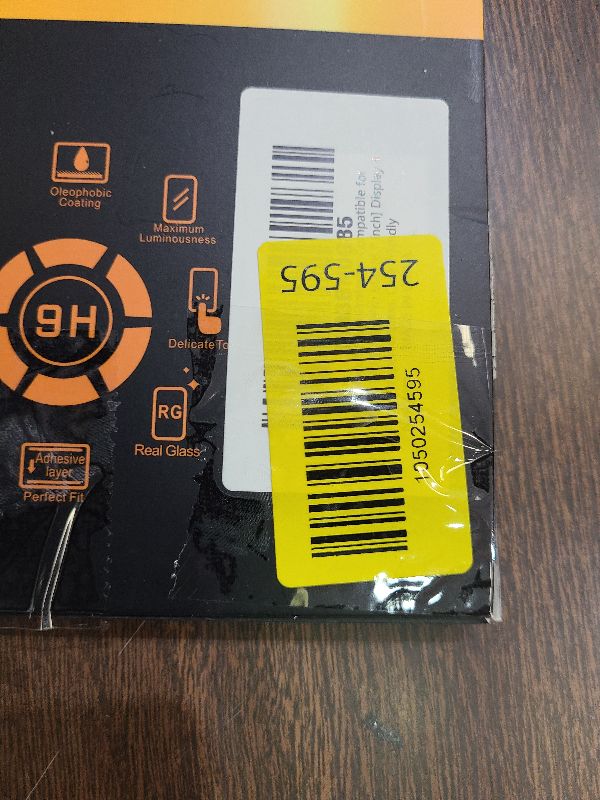 Oleophobic
Coating
Maximum
Luminousness
9H
Delicate To
RG
Real Glass
Adhesive
layer
Perfect Fit
B5
mpatible for
nch] Display
dly
254-595
1050254595